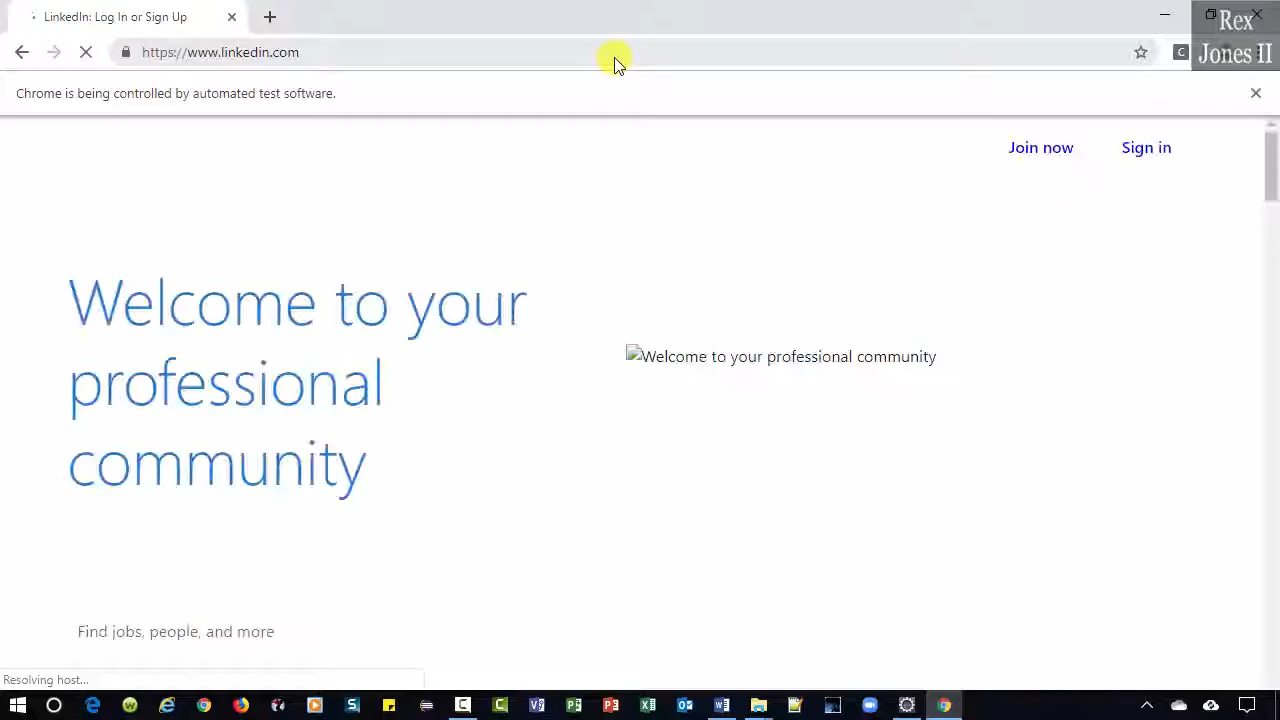 LinkedIn: Log In or Sign Up
Rex
Jones II
https://www.linkedin.com
C
Chrome is being controlled by automated test software.
Join now
Sign in
Welcome to your
professional
community
Welcome to your professional community
Find jobs, people, and more
Resolving host...